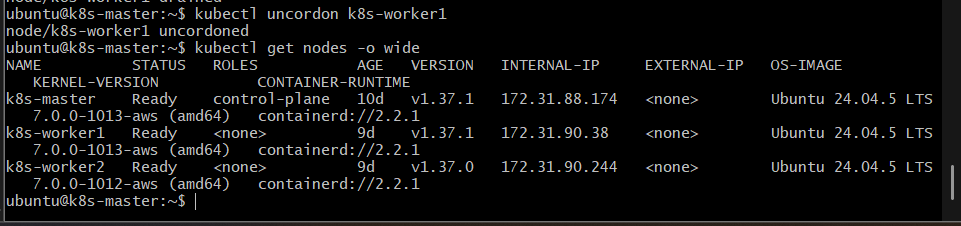 node/k8s-worker1 drained
ubuntu@k8s-master:~$ kubectl uncordon k8s-worker1
node/k8s-worker1 uncordoned
ubuntu@k8s-master:~$ kubectl get nodes -o wide
NAME          STATUS   ROLES           AGE   VERSION   INTERNAL-IP     EXTERNAL-IP   OS-IMAGE
   KERNEL-VERSION           CONTAINER-RUNTIME
k8s-master    Ready    control-plane   10d   v1.37.1   172.31.88.174   <none>        Ubuntu 24.04.5 LTS
   7.0.0-1013-aws (amd64)   containerd://2.2.1
k8s-worker1   Ready    <none>          9d    v1.37.1   172.31.90.38    <none>        Ubuntu 24.04.5 LTS
   7.0.0-1013-aws (amd64)   containerd://2.2.1
k8s-worker2   Ready    <none>          9d    v1.37.0   172.31.90.244   <none>        Ubuntu 24.04.5 LTS
   7.0.0-1012-aws (amd64)   containerd://2.2.1
ubuntu@k8s-master:~$